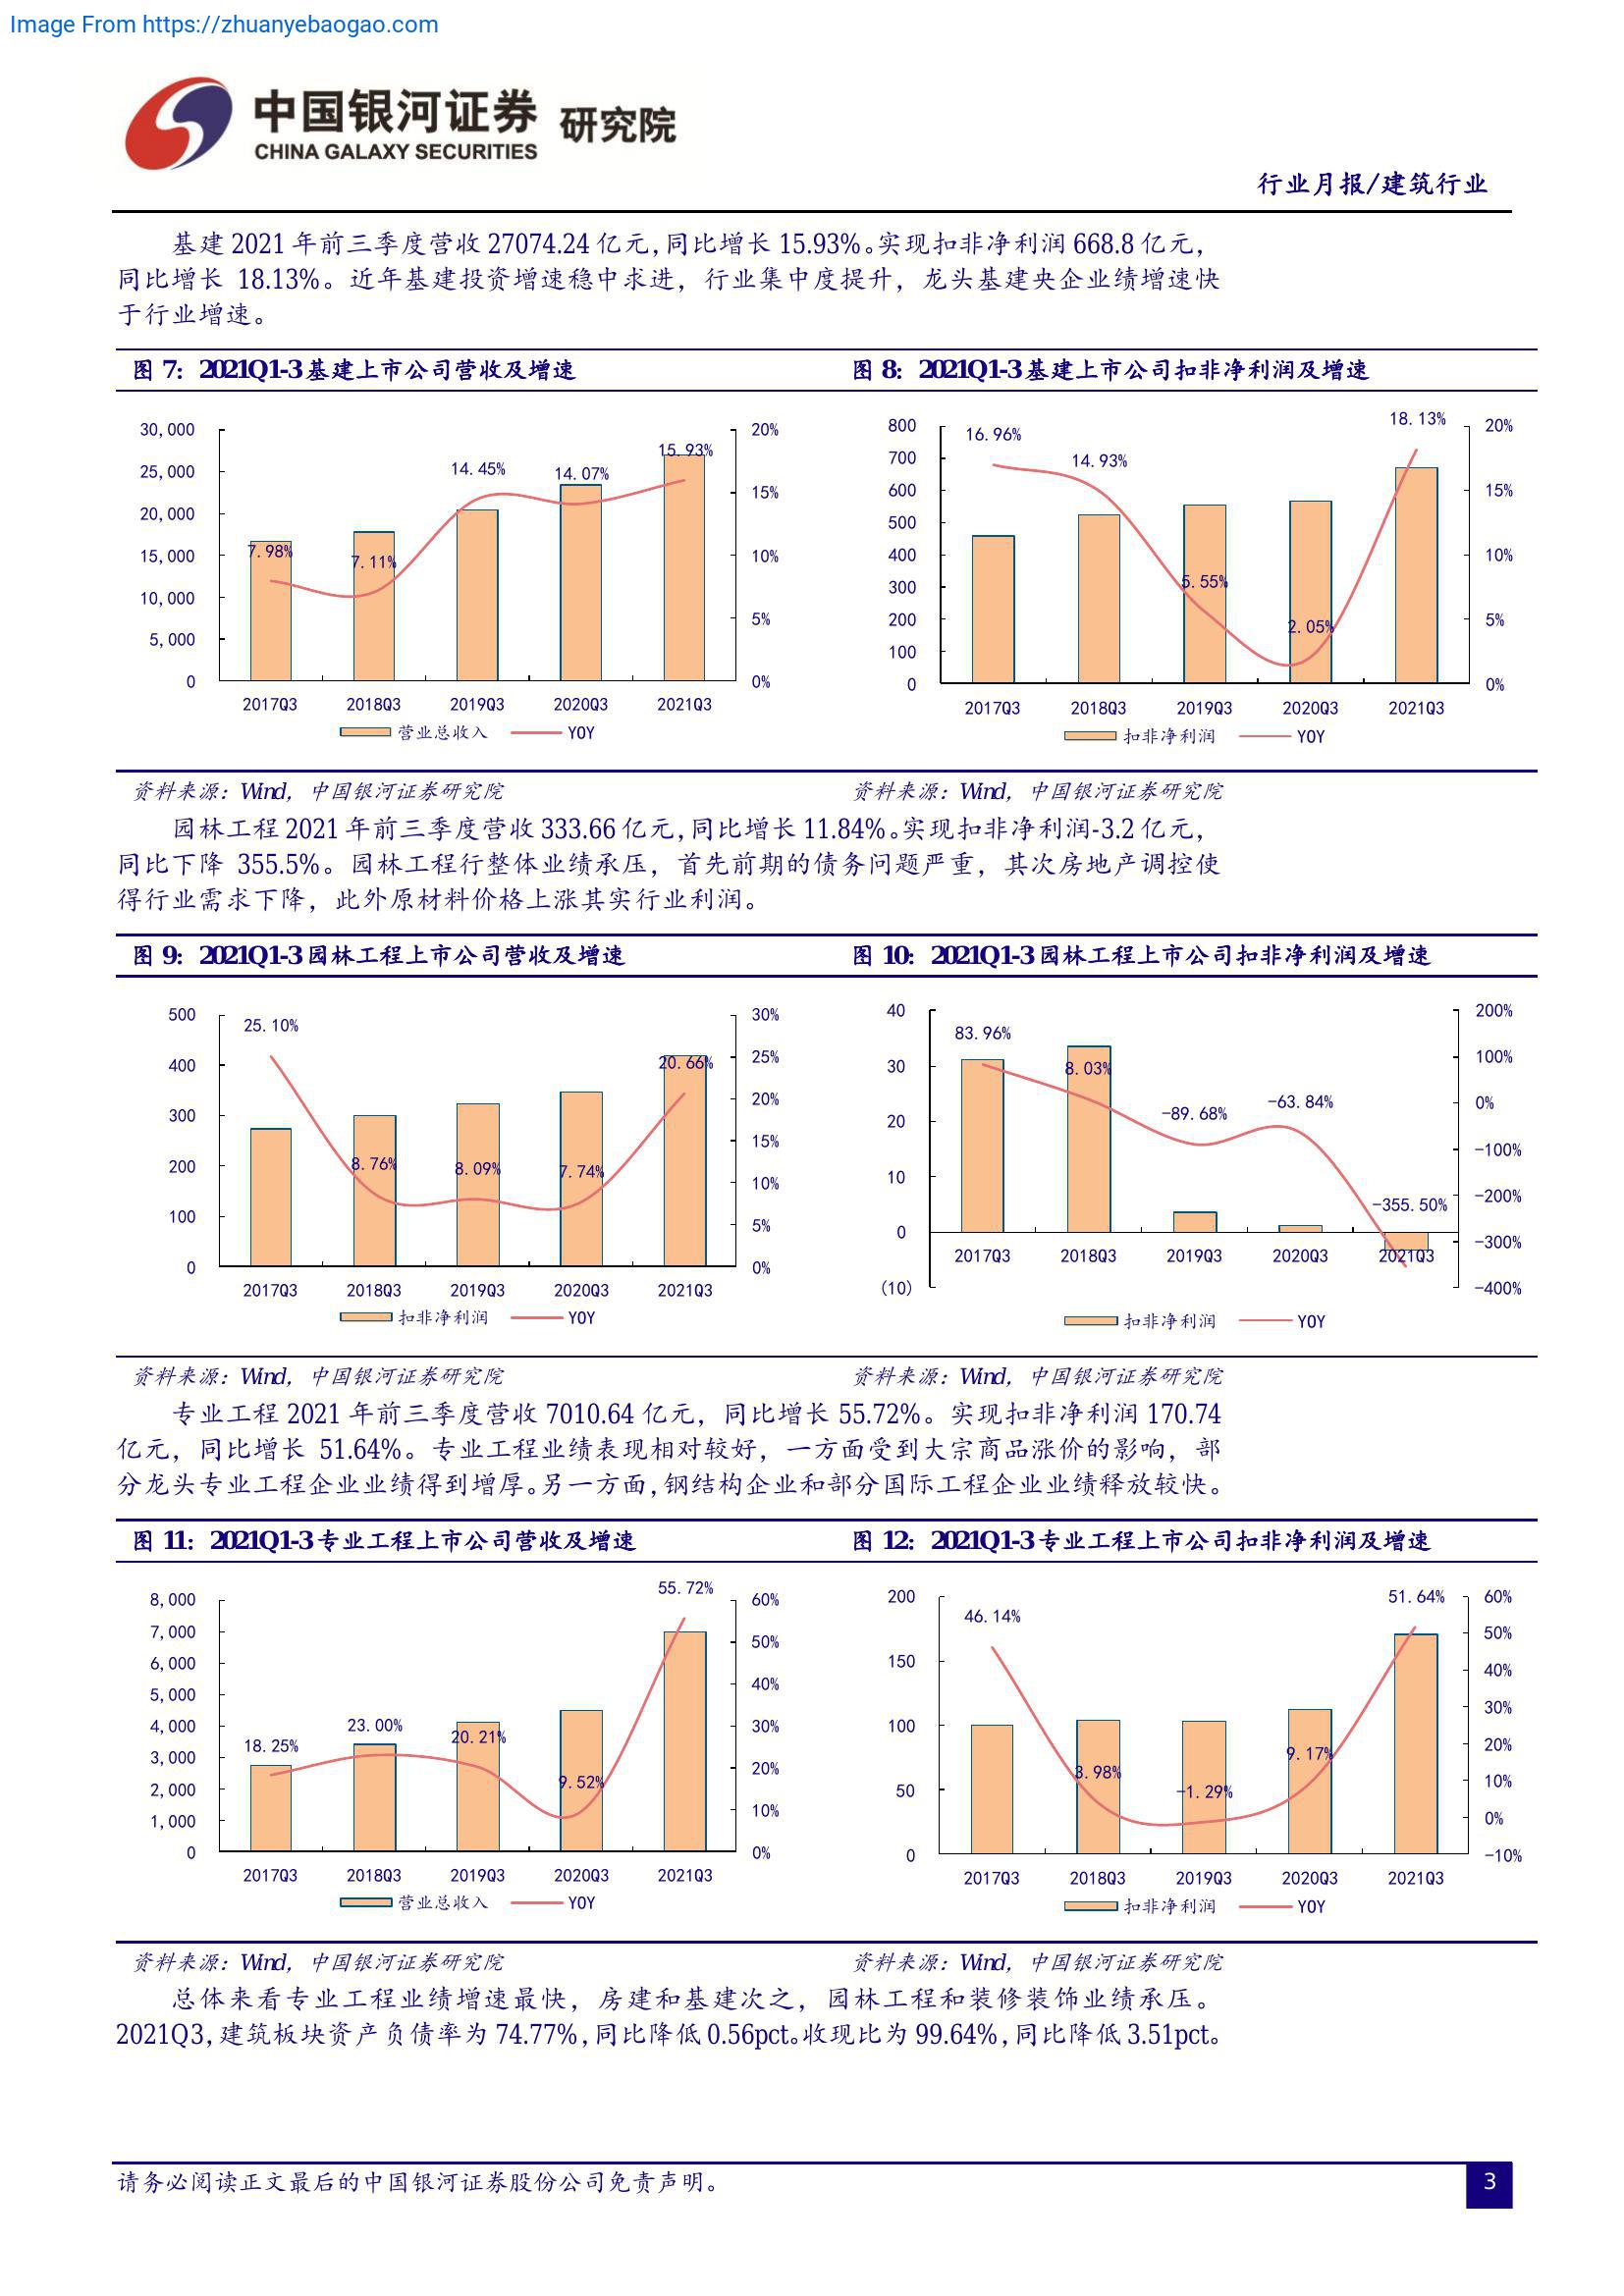 Image From https://zhuanyebaogao.com
中国银河证券 研究院
CHINA GALAXY SECURITIES
行业月报/建筑行业
基建 2021 年前三季度营收 27074.24 亿元,同比增长 15.93%。实现扣非净利润 668.8 亿元,
同比增长 18.13%。近年基建投资增速稳中求进，行业集中度提升，龙头基建央企业绩增速快
于行业增速。
图 7：2021Q1-3 基建上市公司营收及增速
30,000
25,000
20,000
15,000
10,000
5,000
0
7.98%
7.11%
14.45%
14.07%
15.93%
20%
15%
10%
5%
0%
2017Q3 2018Q3 2019Q3 2020Q3 2021Q3
营业总收入 YOY
图 8：2021Q1-3 基建上市公司扣非净利润及增速
800
700
600
500
400
300
200
100
0
16.96%
14.93%
5.55%
2.05%
18.13%
20%
15%
10%
5%
0%
2017Q3 2018Q3 2019Q3 2020Q3 2021Q3
扣非净利润 YOY
资料来源：Wind，中国银河证券研究院
资料来源：Wind，中国银河证券研究院
园林工程 2021 年前三季度营收 333.66 亿元,同比增长 11.84%。实现扣非净利润-3.2 亿元,
同比下降 355.5%。园林工程行整体业绩承压，首先前期的债务问题严重，其次房地产调控使
得行业需求下降，此外原材料价格上涨其实行业利润。
图 9：2021Q1-3 园林工程上市公司营收及增速
500
400
300
200
100
0
25.10%
8.76%
8.09%
7.74%
20.66%
30%
25%
20%
15%
10%
5%
0%
2017Q3 2018Q3 2019Q3 2020Q3 2021Q3
扣非净利润 YOY
图 10：2021Q1-3 园林工程上市公司扣非净利润及增速
40
30
20
10
0
(10)
83.96%
8.03%
-89.68%
-63.84%
-355.50%
200%
100%
0%
-100%
-200%
-300%
-400%
2017Q3 2018Q3 2019Q3 2020Q3 2021Q3
扣非净利润 YOY
资料来源：Wind，中国银河证券研究院
资料来源：Wind，中国银河证券研究院
专业工程 2021 年前三季度营收 7010.64 亿元，同比增长 55.72%。实现扣非净利润 170.74
亿元，同比增长 51.64%。专业工程业绩表现相对较好，一方面受到大宗商品涨价的影响，部
分龙头专业工程企业业绩得到增厚。另一方面,钢结构企业和部分国际工程企业业绩释放较快。
图 11：2021Q1-3 专业工程上市公司营收及增速
8,000
7,000
6,000
5,000
4,000
3,000
2,000
1,000
0
18.25%
23.00%
20.21%
9.52%
55.72%
60%
50%
40%
30%
20%
10%
0%
2017Q3 2018Q3 2019Q3 2020Q3 2021Q3
营业总收入 YOY
图 12：2021Q1-3 专业工程上市公司扣非净利润及增速
200
150
100
50
0
46.14%
3.98%
-1.29%
9.17%
51.64%
60%
50%
40%
30%
20%
10%
0%
-10%
2017Q3 2018Q3 2019Q3 2020Q3 2021Q3
扣非净利润 YOY
资料来源：Wind，中国银河证券研究院
资料来源：Wind，中国银河证券研究院
总体来看专业工程业绩增速最快，房建和基建次之，园林工程和装修装饰业绩承压。
2021Q3,建筑板块资产负债率为 74.77%,同比降低 0.56pct。收现比为 99.64%,同比降低 3.51pct。
请务必阅读正文最后的中国银河证券股份公司免责声明。
3